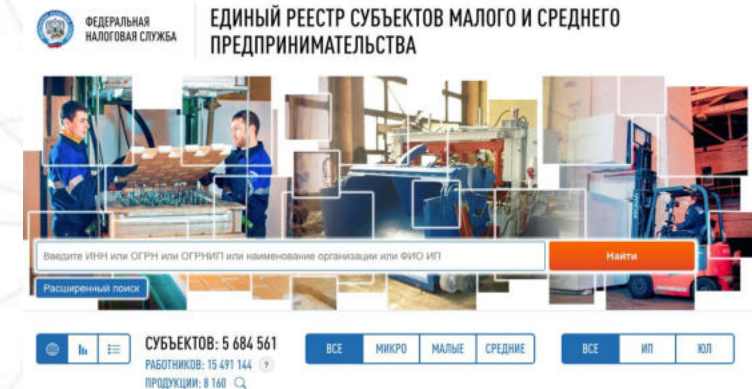 ФЕДЕРАЛЬНАЯ
НАЛОГОВАЯ СЛУЖБА
ЕДИНЫЙ РЕЕСТР СУБЪЕКТОВ МАЛОГО И СРЕДНЕГО
ПРЕДПРИНИМАТЕЛЬСТВА
Введите ИНН или ОГРН или ОГРНИП или наименование организации или ФИО ИП
Найти
Расширенный поиск
СУБЪЕКТОВ: 5 684 561
РАБОТНИКОВ: 15 491 144 ?
ПРОДУКЦИИ: 8 160
ВСЕ МИКРО МАЛЫЕ СРЕДНИЕ
ВСЕ ИП ЮЛ